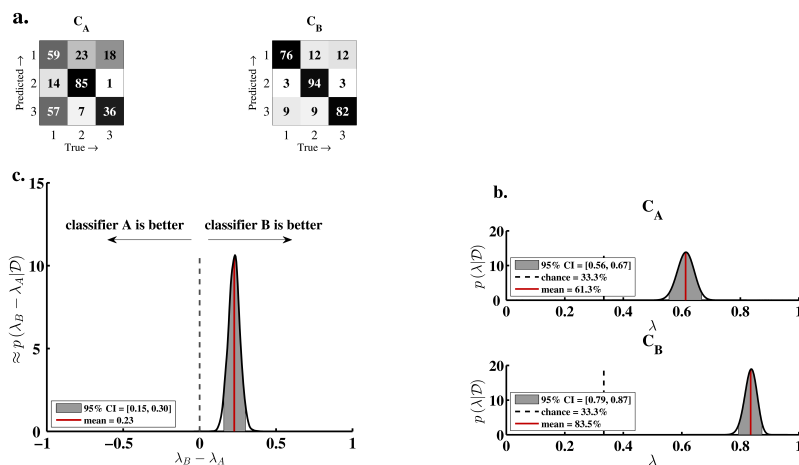 a.
C_A
Predicted →
1 59 23 18
2 14 85 1
3 57 7 36
1 2 3
True →
C_B
Predicted →
1 76 12 12
2 3 94 3
3 9 9 82
1 2 3
True →
c.
15
10
5
0
≈ p (λ_B − λ_A|𝒟)
classifier A is better
classifier B is better
95% CI = [0.15, 0.30]
mean = 0.23
−1 −0.5 0 0.5 1
λ_B − λ_A
b.
C_A
20
10
0
p (λ|𝒟)
95% CI = [0.56, 0.67]
chance = 33.3%
mean = 61.3%
0 0.2 0.4 0.6 0.8 1
λ
C_B
20
10
0
p (λ|𝒟)
95% CI = [0.79, 0.87]
chance = 33.3%
mean = 83.5%
0 0.2 0.4 0.6 0.8 1
λ